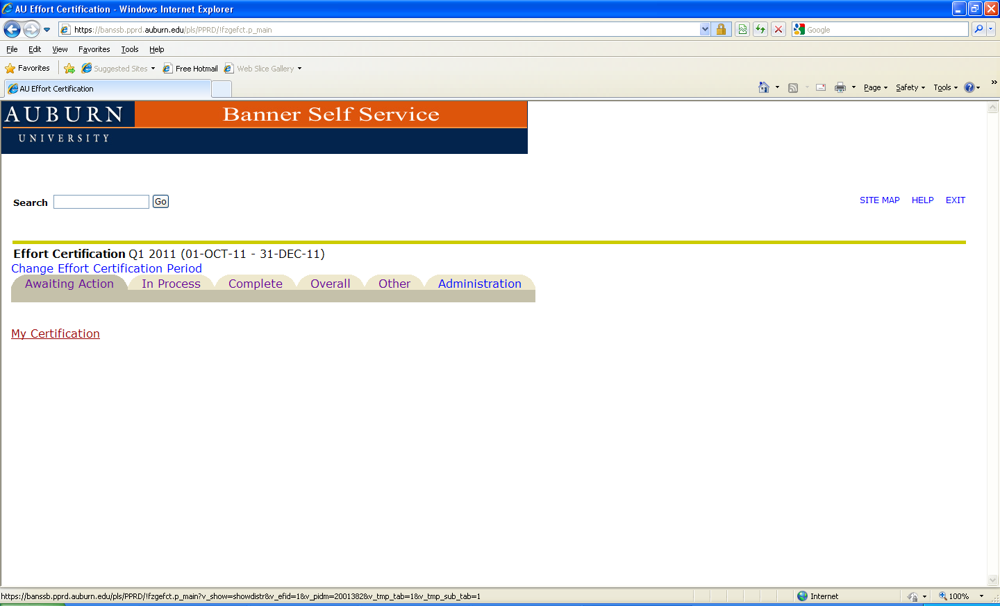 AU Effort Certification - Windows Internet Explorer
https://banssb.pprd.auburn.edu/pls/PPRD/!fzgefct.p_main
Google
File Edit View Favorites Tools Help
Favorites Suggested Sites Free Hotmail Web Slice Gallery
AU Effort Certification
Page Safety Tools »
AUBURN Banner Self Service
UNIVERSITY
Search Go SITE MAP HELP EXIT
Effort Certification Q1 2011 (01-OCT-11 - 31-DEC-11)
Change Effort Certification Period
Awaiting Action In Process Complete Overall Other Administration
My Certification
https://banssb.pprd.auburn.edu/pls/PPRD/!fzgefct.p_main?v_show=showdistr&v_efid=1&v_pidm=2001382&v_tmp_tab=1&v_tmp_sub_tab=1 Internet 100%